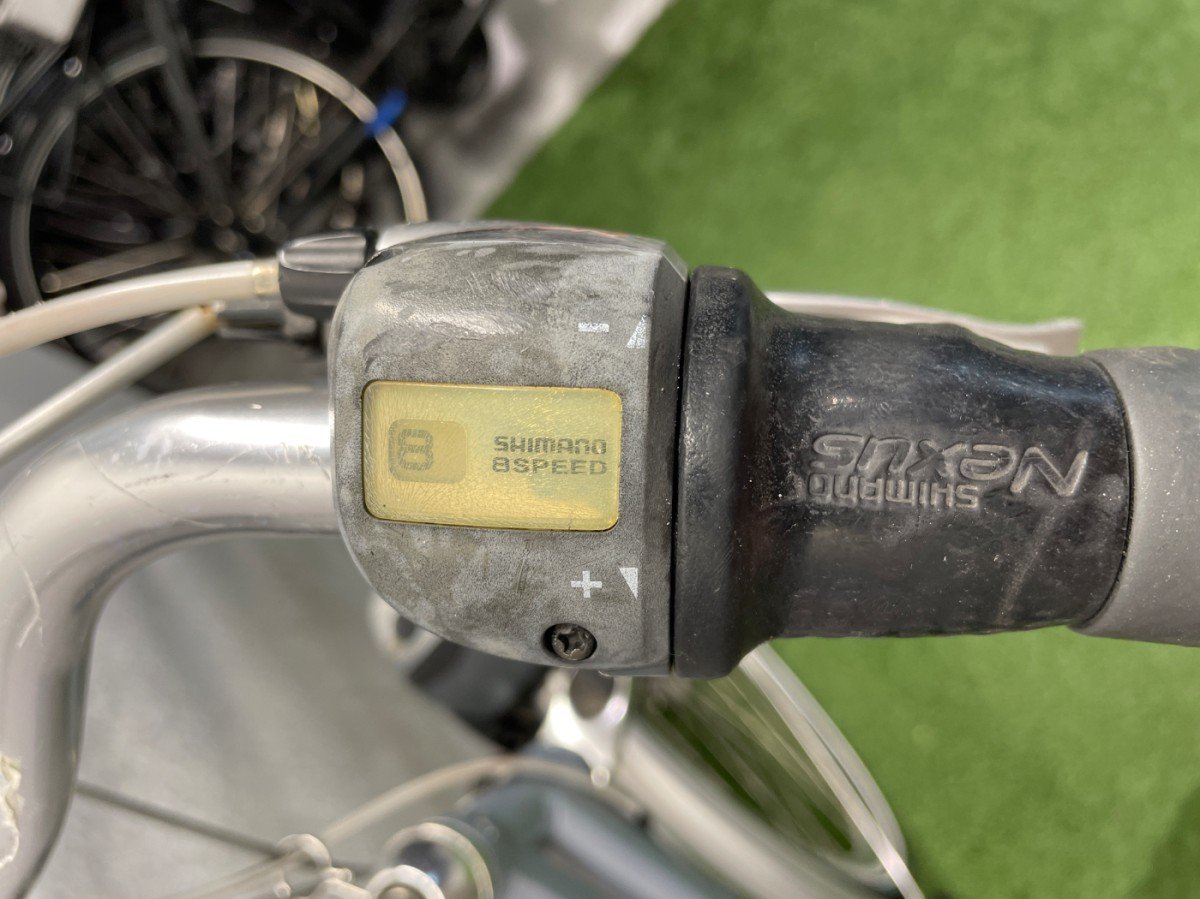 -
8
SHIMANO
8SPEED
+
SHIMANO
NEXUS